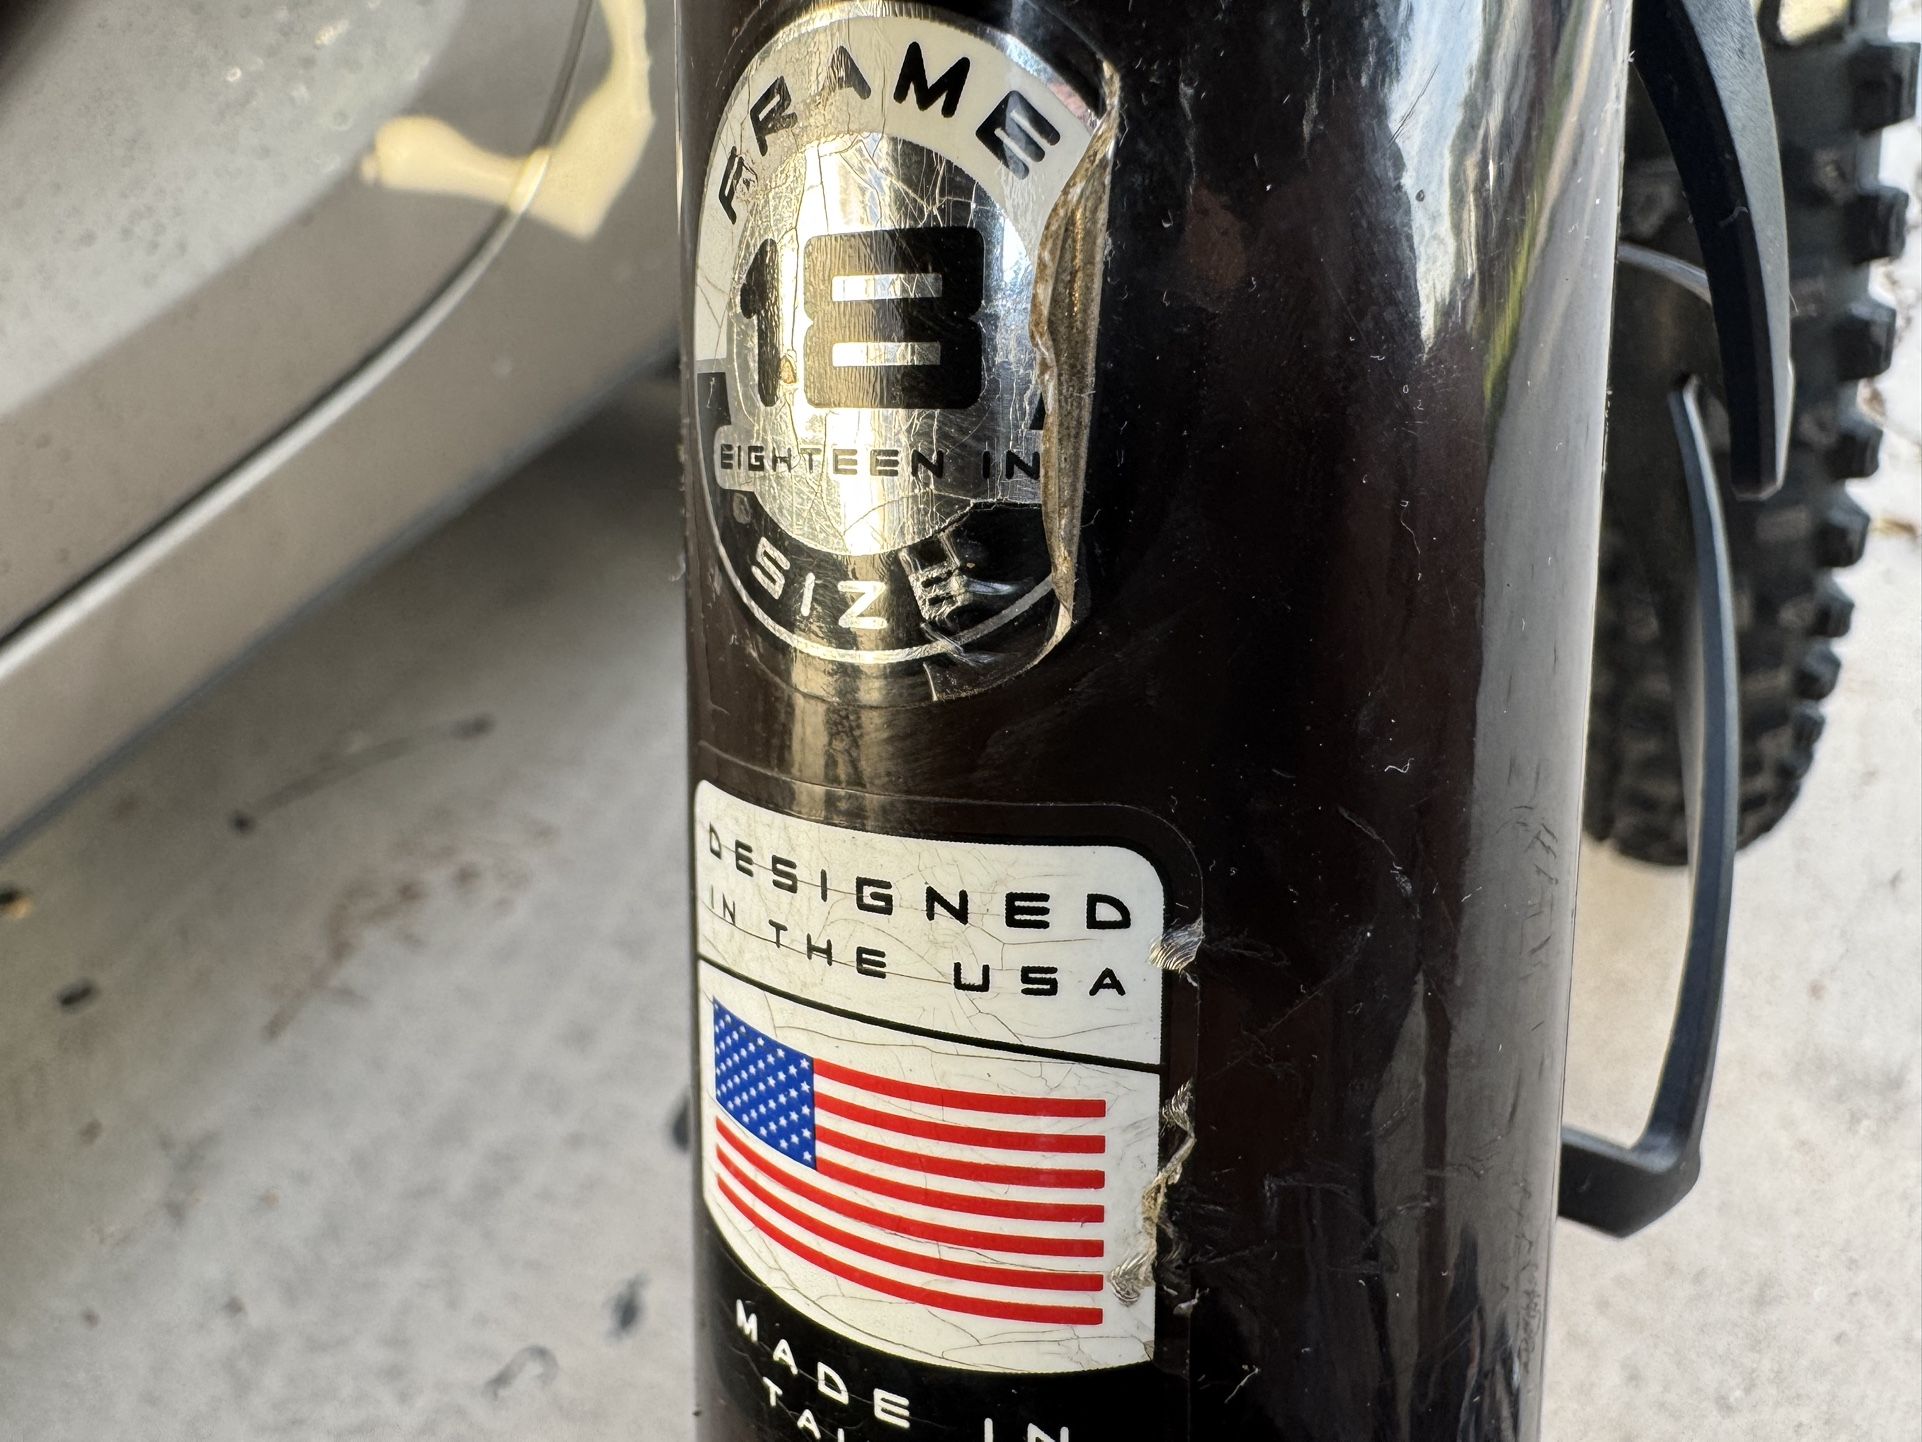 FRAME
18
EIGHTEEN IN
SIZE
DESIGNED
IN THE USA
MADE IN